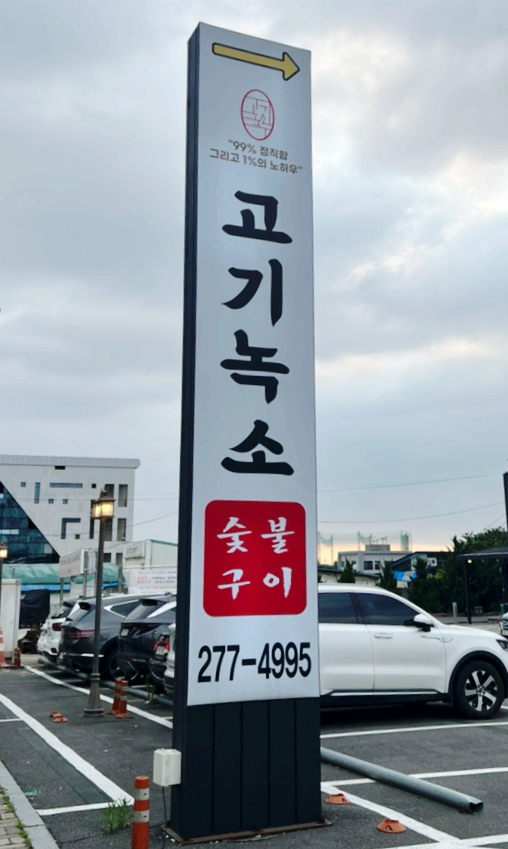 "99% 정직함
그리고 1%의 노하우"
고기녹소
숯불
구이
277-4995